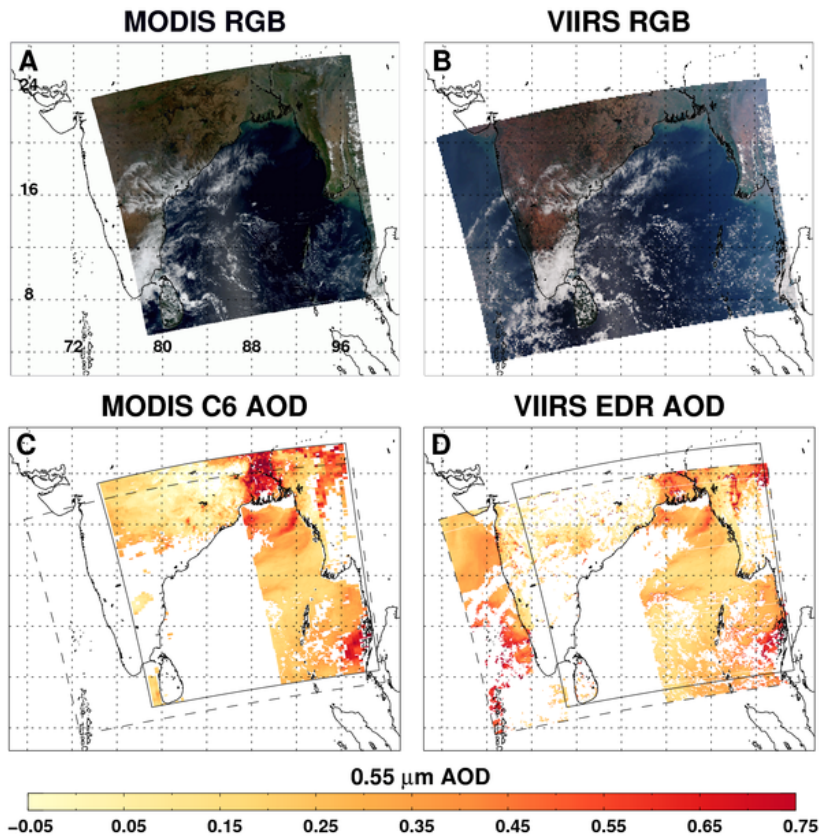 MODIS RGB
VIIRS RGB
A
B
24
16
8
72
80
88
96
MODIS C6 AOD
VIIRS EDR AOD
C
D
0.55 μm AOD
−0.05 0.05 0.15 0.25 0.35 0.45 0.55 0.65 0.75